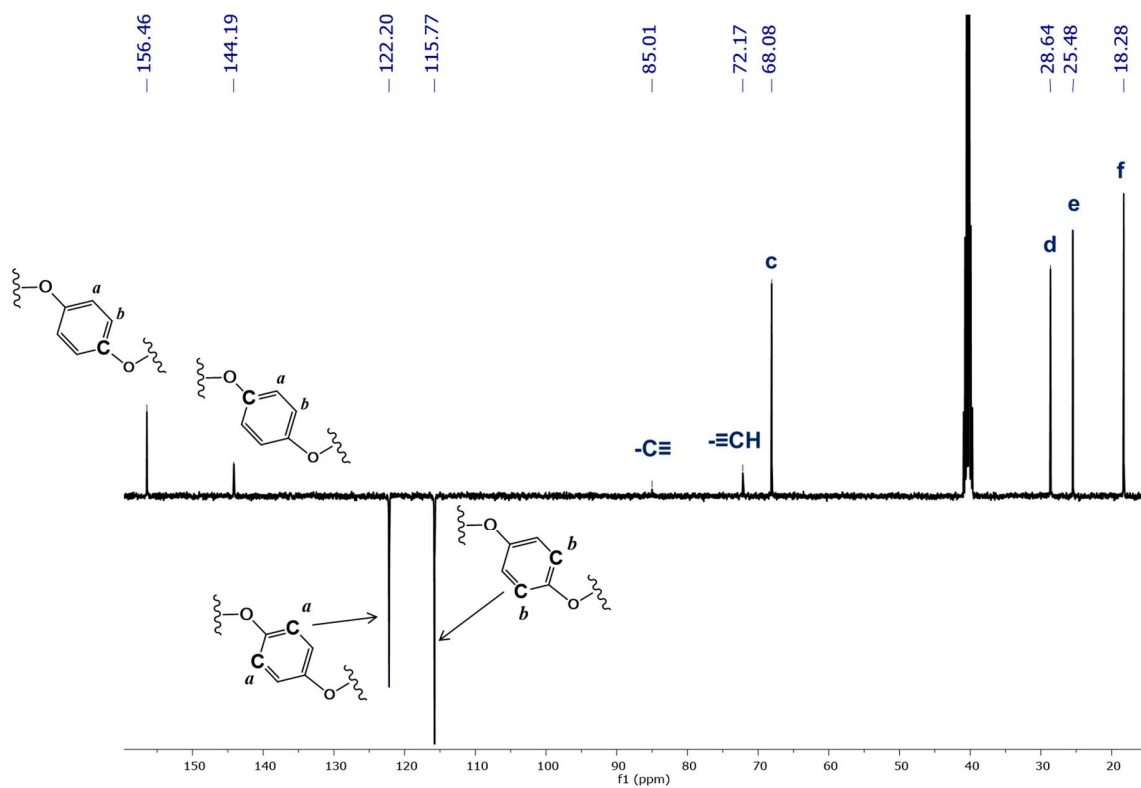 156.46
144.19
122.20
115.77
85.01
72.17
68.08
28.64
25.48
18.28
f
e
d
c
O
a
b
C
O
O
a
C
b
O
-C≡
-≡CH
O
b
C
C
b
O
a
O
C
C
a
O
150 140 130 120 110 100 90 80 70 60 50 40 30 20
f1 (ppm)